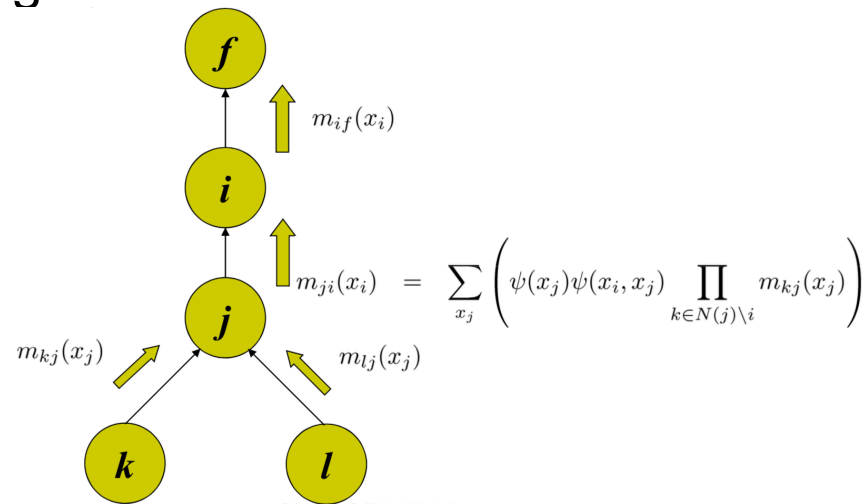 f
m_{if}(x_i)
i
m_{ji}(x_i) = \sum_{x_j} \left( \psi(x_j)\psi(x_i, x_j) \prod_{k \in N(j)\backslash i} m_{kj}(x_j) \right)
j
m_{kj}(x_j)
m_{lj}(x_j)
k
l